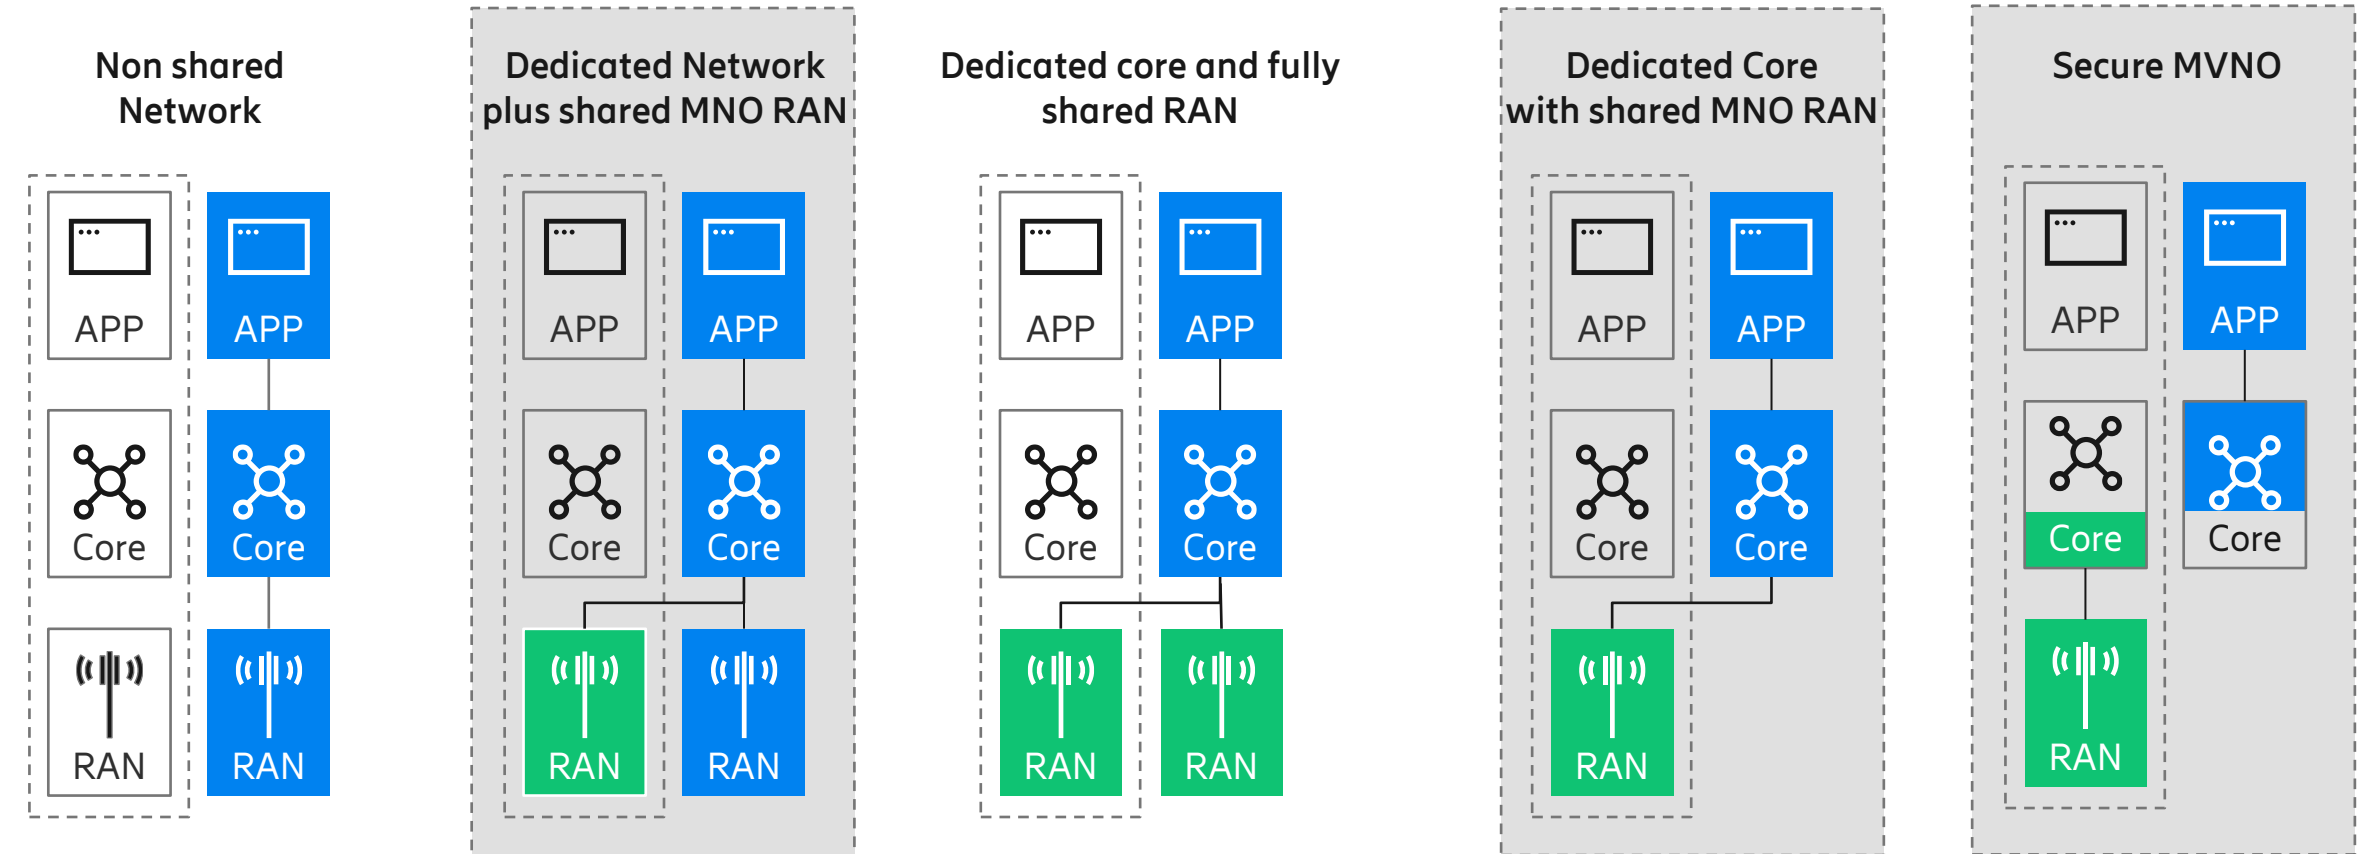 Non shared
Network
APP
APP
Core
Core
RAN
RAN
Dedicated Network
plus shared MNO RAN
APP
APP
Core
Core
RAN
RAN
Dedicated core and fully
shared RAN
APP
APP
Core
Core
RAN
RAN
Dedicated Core
with shared MNO RAN
APP
APP
Core
Core
RAN
Secure MVNO
APP
APP
Core
Core
RAN